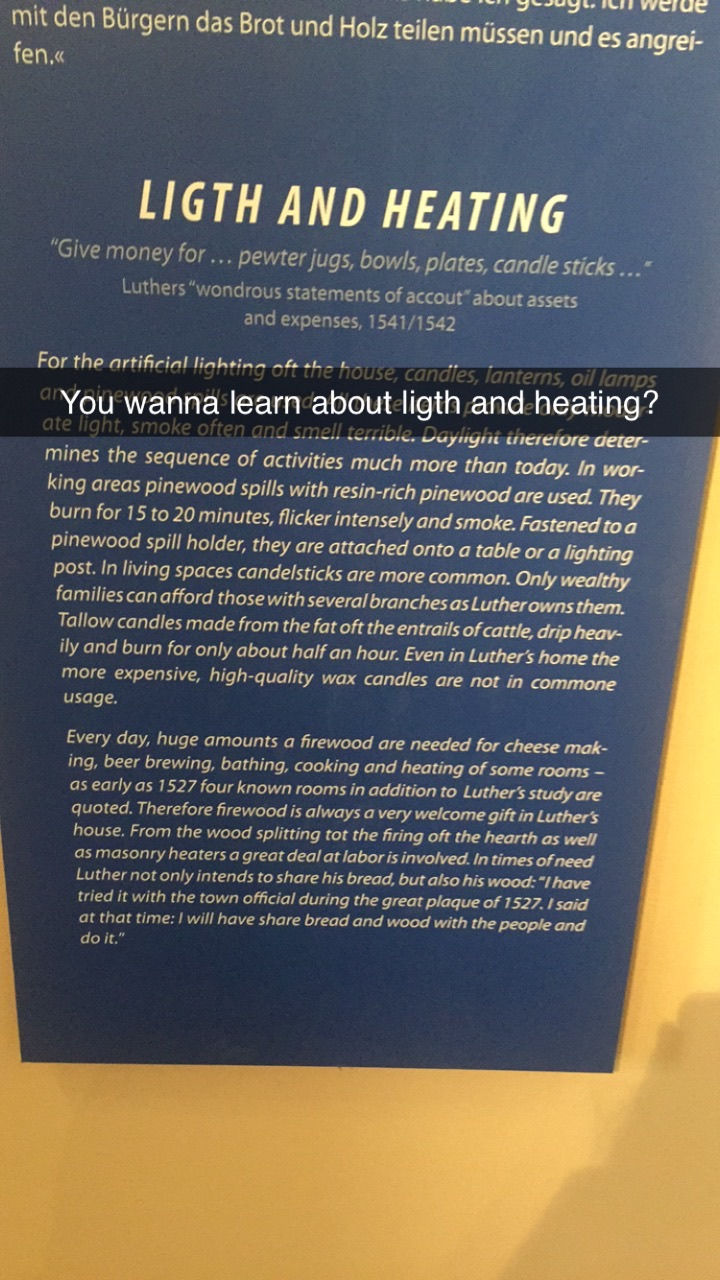 mit den Bürgern das Brot und Holz teilen müssen und es angrei-
fen.«
LIGTH AND HEATING
"Give money for ... pewter jugs, bowls, plates, candle sticks ..."
Luthers "wondrous statements of accout" about assets
and expenses, 1541/1542
For the artificial lighting oft the house, candles, lanterns, oil lamps
and pinewood spills
You wanna learn about ligth and heating?
ate light, smoke often and smell terrible. Daylight therefore deter-
mines the sequence of activities much more than today. In wor-
king areas pinewood spills with resin-rich pinewood are used. They
burn for 15 to 20 minutes, flicker intensely and smoke. Fastened to a
pinewood spill holder, they are attached onto a table or a lighting
post. In living spaces candelsticks are more common. Only wealthy
families can afford those with several branches as Luther owns them.
Tallow candles made from the fat oft the entrails of cattle, drip heav-
ily and burn for only about half an hour. Even in Luther's home the
more expensive, high-quality wax candles are not in commone
usage.
Every day, huge amounts a firewood are needed for cheese mak-
ing, beer brewing, bathing, cooking and heating of some rooms –
as early as 1527 four known rooms in addition to Luther's study are
quoted. Therefore firewood is always a very welcome gift in Luther's
house. From the wood splitting tot the firing oft the hearth as well
as masonry heaters a great deal at labor is involved. In times of need
Luther not only intends to share his bread, but also his wood: "I have
tried it with the town official during the great plaque of 1527. I said
at that time: I will have share bread and wood with the people and
do it."